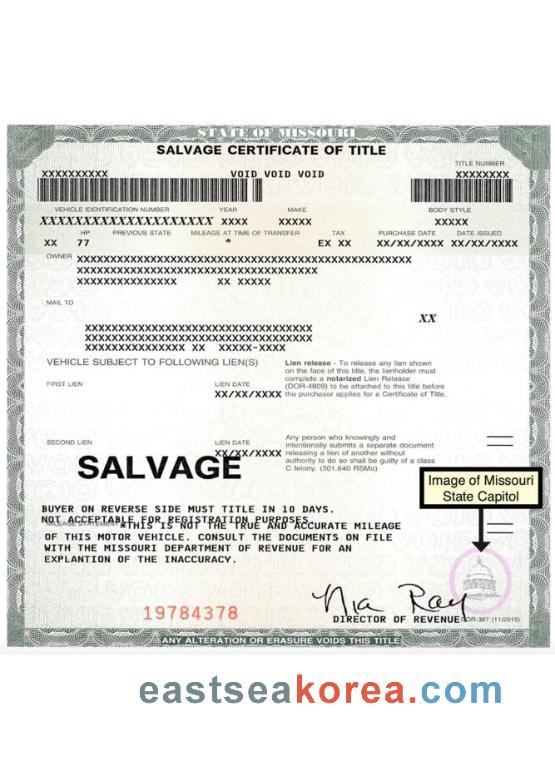 STATE OF MISSOURI
SALVAGE CERTIFICATE OF TITLE
TITLE NUMBER
XXXXXXXXXX VOID VOID VOID XXXXXXXX
VEHICLE IDENTIFICATION NUMBER YEAR MAKE BODY STYLE
XXXXXXXXXXXXXXXXXXXXX XXXX XXXXX XXXXX
HP PREVIOUS STATE MILEAGE AT TIME OF TRANSFER TAX PURCHASE DATE DATE ISSUED
XX 77 * EX XX XX/XX/XXXX XX/XX/XXXX
OWNER XXXXXXXXXXXXXXXXXXXXXXXXXXXXXXXXXXXXXXXXXXXXXXXXXX
XXXXXXXXXXXXXXXXXXXXXXXXXXXXXXXXXXXX
XXXXXXXXXXXXXXX XX XXXXX
MAIL TO
XX
XXXXXXXXXXXXXXXXXXXXXXXXXXXXXXXXXX
XXXXXXXXXXXXXXXXXXXXXXXXXXXXXXXXXX
XXXXXXXXXXXXXX XX XXXXX-XXXX
VEHICLE SUBJECT TO FOLLOWING LIEN(S)
Lien release - To release any lien shown
on the face of this title, the lienholder must
complete a notarized Lien Release
(DOR-4809) to be attached to this title before
the purchaser applies for a Certificate of Title.
FIRST LIEN LIEN DATE
XX/XX/XXXX
Any person who knowingly and
intentionally submits a separate document
releasing a lien of another without
authority to do so shall be guilty of a class
C felony. (301.640 RSMo)
SECOND LIEN LIEN DATE
XX/XX/XXXX
SALVAGE
Image of Missouri
State Capitol
BUYER ON REVERSE SIDE MUST TITLE IN 10 DAYS.
NOT ACCEPTABLE FOR REGISTRATION PURPOSES
MILEAGE STATEMENT *THIS IS NOT THE TRUE AND ACCURATE MILEAGE
OF THIS MOTOR VEHICLE. CONSULT THE DOCUMENTS ON FILE
WITH THE MISSOURI DEPARTMENT OF REVENUE FOR AN
EXPLANTION OF THE INACCURACY.
19784378
Nia Ray
DIRECTOR OF REVENUE DOR-387 (11/2015)
ANY ALTERATION OR ERASURE VOIDS THIS TITLE
eastseakorea.com